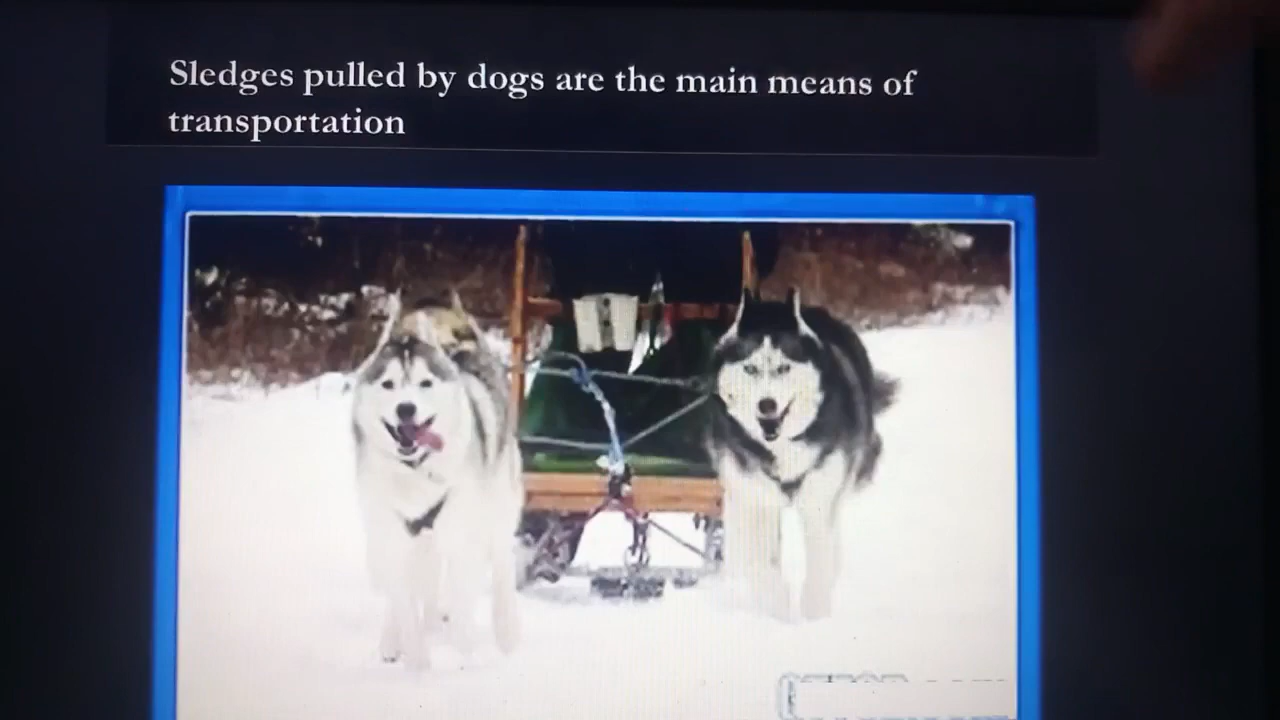 Sledges pulled by dogs are the main means of
transportation